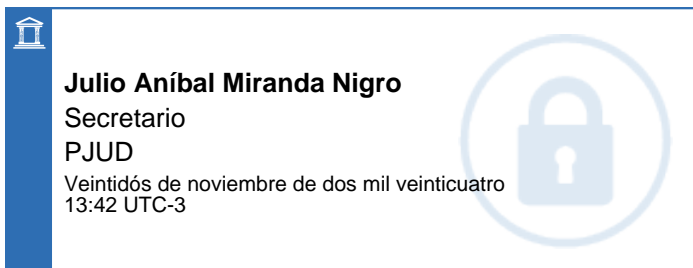 Julio Aníbal Miranda Nigro
Secretario
PJUD
Veintidós de noviembre de dos mil veinticuatro
13:42 UTC-3